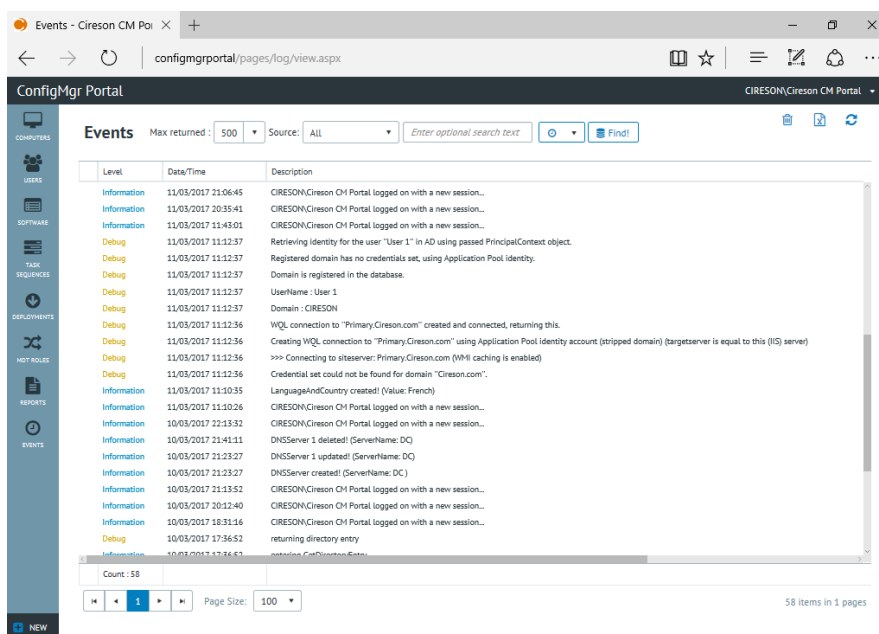 Events - Cireson CM Por
configmgrportal/pages/log/view.aspx
ConfigMgr Portal
CIRESON\Cireson CM Portal
COMPUTERS
USERS
SOFTWARE
TASK SEQUENCES
DEPLOYMENTS
MDT ROLES
REPORTS
EVENTS
NEW
Events Max returned : 500 Source: All Enter optional search text Find!
Level Date/Time Description
Information 11/03/2017 21:06:45 CIRESON\Cireson CM Portal logged on with a new session...
Information 11/03/2017 20:35:41 CIRESON\Cireson CM Portal logged on with a new session...
Information 11/03/2017 11:43:01 CIRESON\Cireson CM Portal logged on with a new session...
Debug 11/03/2017 11:12:37 Retrieving identity for the user "User 1" in AD using passed PrincipalContext object.
Debug 11/03/2017 11:12:37 Registered domain has no credentials set, using Application Pool identity.
Debug 11/03/2017 11:12:37 Domain is registered in the database.
Debug 11/03/2017 11:12:37 UserName : User 1
Debug 11/03/2017 11:12:37 Domain : CIRESON
Debug 11/03/2017 11:12:36 WQL connection to "Primary.Cireson.com" created and connected, returning this.
Debug 11/03/2017 11:12:36 Creating WQL connection to "Primary.Cireson.com" using Application Pool identity account (stripped domain) (targetserver is equal to this (IIS) server)
Debug 11/03/2017 11:12:36 >>> Connecting to siteserver: Primary.Cireson.com (WMI caching is enabled)
Debug 11/03/2017 11:12:36 Credential set could not be found for domain "Cireson.com".
Information 11/03/2017 11:10:35 LanguageAndCountry created! (Value: French)
Information 11/03/2017 11:10:26 CIRESON\Cireson CM Portal logged on with a new session...
Information 10/03/2017 22:13:32 CIRESON\Cireson CM Portal logged on with a new session...
Information 10/03/2017 21:41:11 DNSServer 1 deleted! (ServerName: DC)
Information 10/03/2017 21:23:27 DNSServer 1 updated! (ServerName: DC)
Information 10/03/2017 21:23:27 DNSServer created! (ServerName: DC )
Information 10/03/2017 21:13:52 CIRESON\Cireson CM Portal logged on with a new session...
Information 10/03/2017 20:12:40 CIRESON\Cireson CM Portal logged on with a new session...
Information 10/03/2017 18:31:16 CIRESON\Cireson CM Portal logged on with a new session...
Debug 10/03/2017 17:36:52 returning directory entry
Information 10/03/2017 17:36:52 entering GetDirectoryEntry
Count : 58
1 Page Size: 100 58 items in 1 pages